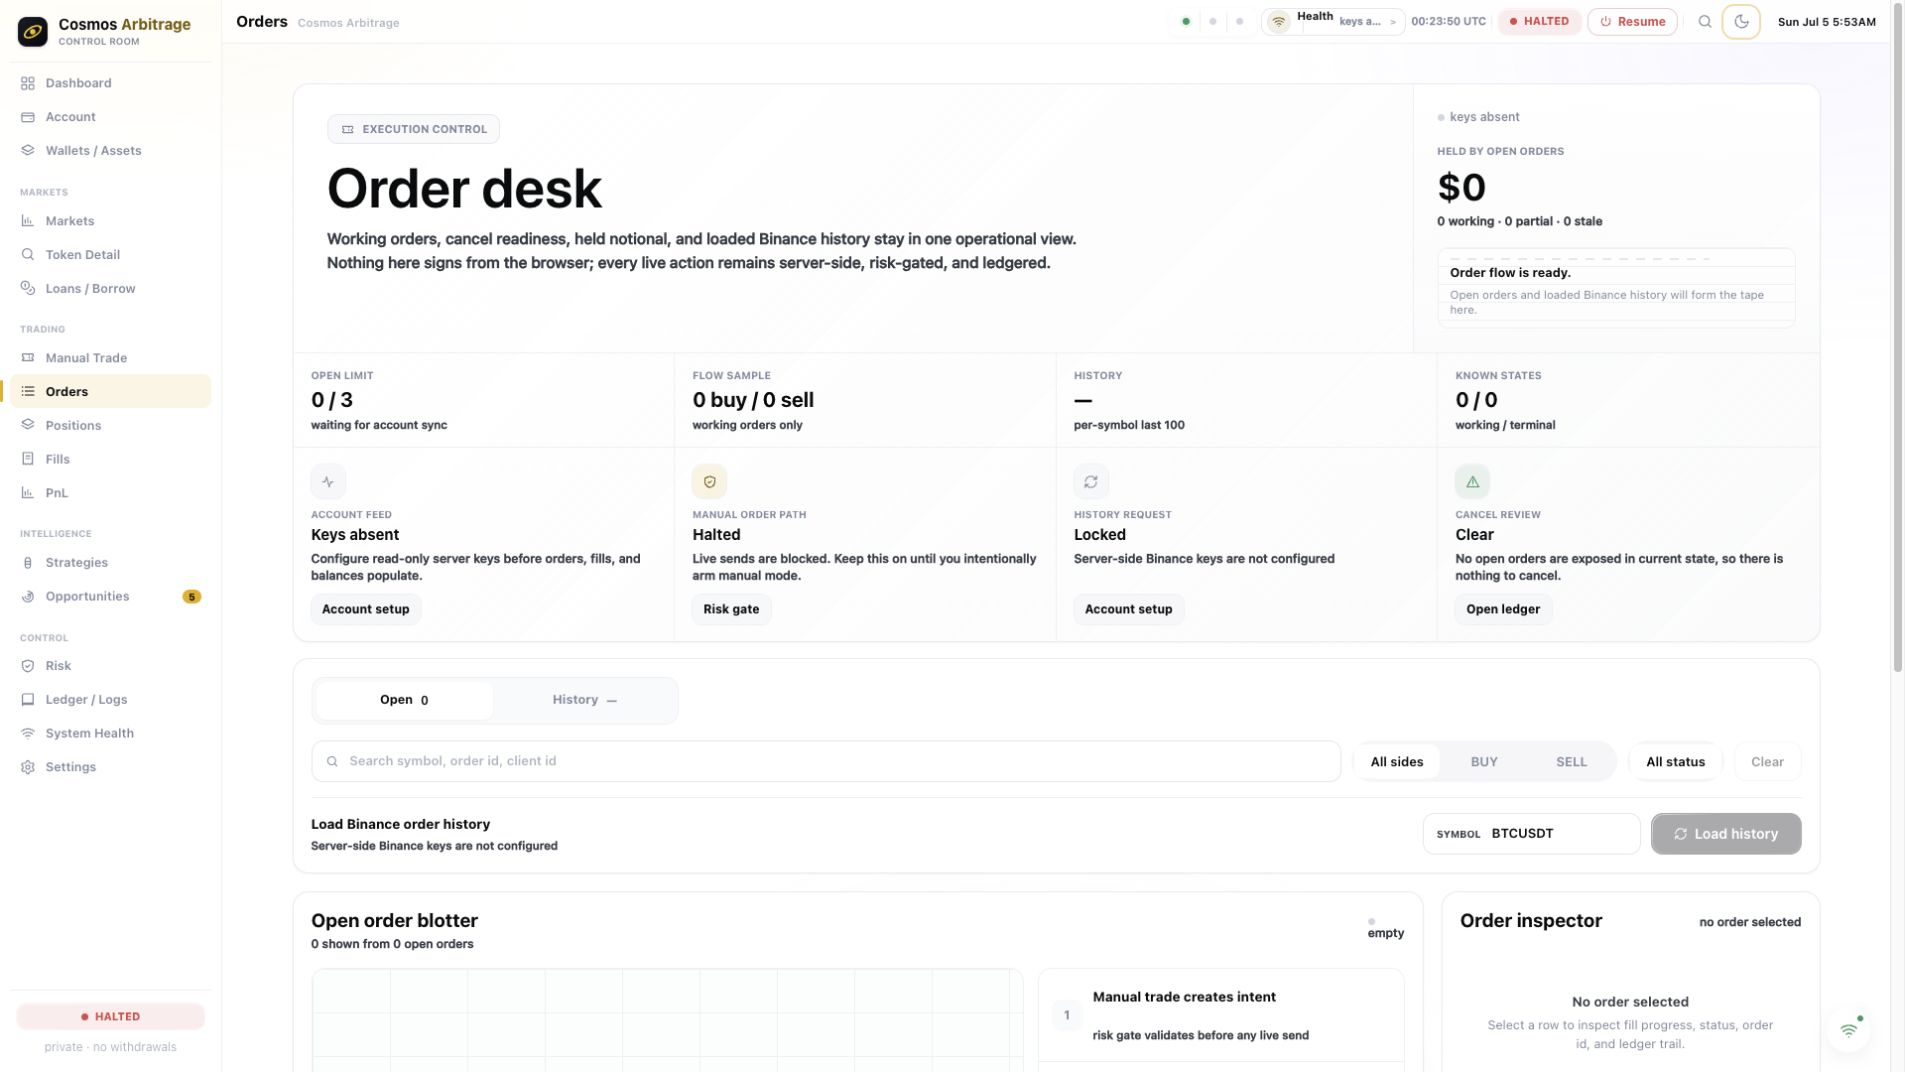 Cosmos Arbitrage
CONTROL ROOM
Dashboard
Account
Wallets / Assets
MARKETS
Markets
Token Detail
Loans / Borrow
TRADING
Manual Trade
Orders
Positions
Fills
PnL
INTELLIGENCE
Strategies
Opportunities 5
CONTROL
Risk
Ledger / Logs
System Health
Settings
HALTED
private · no withdrawals
Orders Cosmos Arbitrage
Health keys a... > 00:23:50 UTC HALTED Resume Sun Jul 5 5:53AM
EXECUTION CONTROL
Order desk
Working orders, cancel readiness, held notional, and loaded Binance history stay in one operational view.
Nothing here signs from the browser; every live action remains server-side, risk-gated, and ledgered.
keys absent
HELD BY OPEN ORDERS
$0
0 working · 0 partial · 0 stale
Order flow is ready.
Open orders and loaded Binance history will form the tape
here.
OPEN LIMIT
0 / 3
waiting for account sync
FLOW SAMPLE
0 buy / 0 sell
working orders only
HISTORY
—
per-symbol last 100
KNOWN STATES
0 / 0
working / terminal
ACCOUNT FEED
Keys absent
Configure read-only server keys before orders, fills, and
balances populate.
Account setup
MANUAL ORDER PATH
Halted
Live sends are blocked. Keep this on until you intentionally
arm manual mode.
Risk gate
HISTORY REQUEST
Locked
Server-side Binance keys are not configured
Account setup
CANCEL REVIEW
Clear
No open orders are exposed in current state, so there is
nothing to cancel.
Open ledger
Open 0 History —
Search symbol, order id, client id
All sides BUY SELL All status Clear
Load Binance order history
Server-side Binance keys are not configured
SYMBOL BTCUSDT Load history
Open order blotter
0 shown from 0 open orders
empty
1
Manual trade creates intent
risk gate validates before any live send
Order inspector no order selected
No order selected
Select a row to inspect fill progress, status, order
id, and ledger trail.